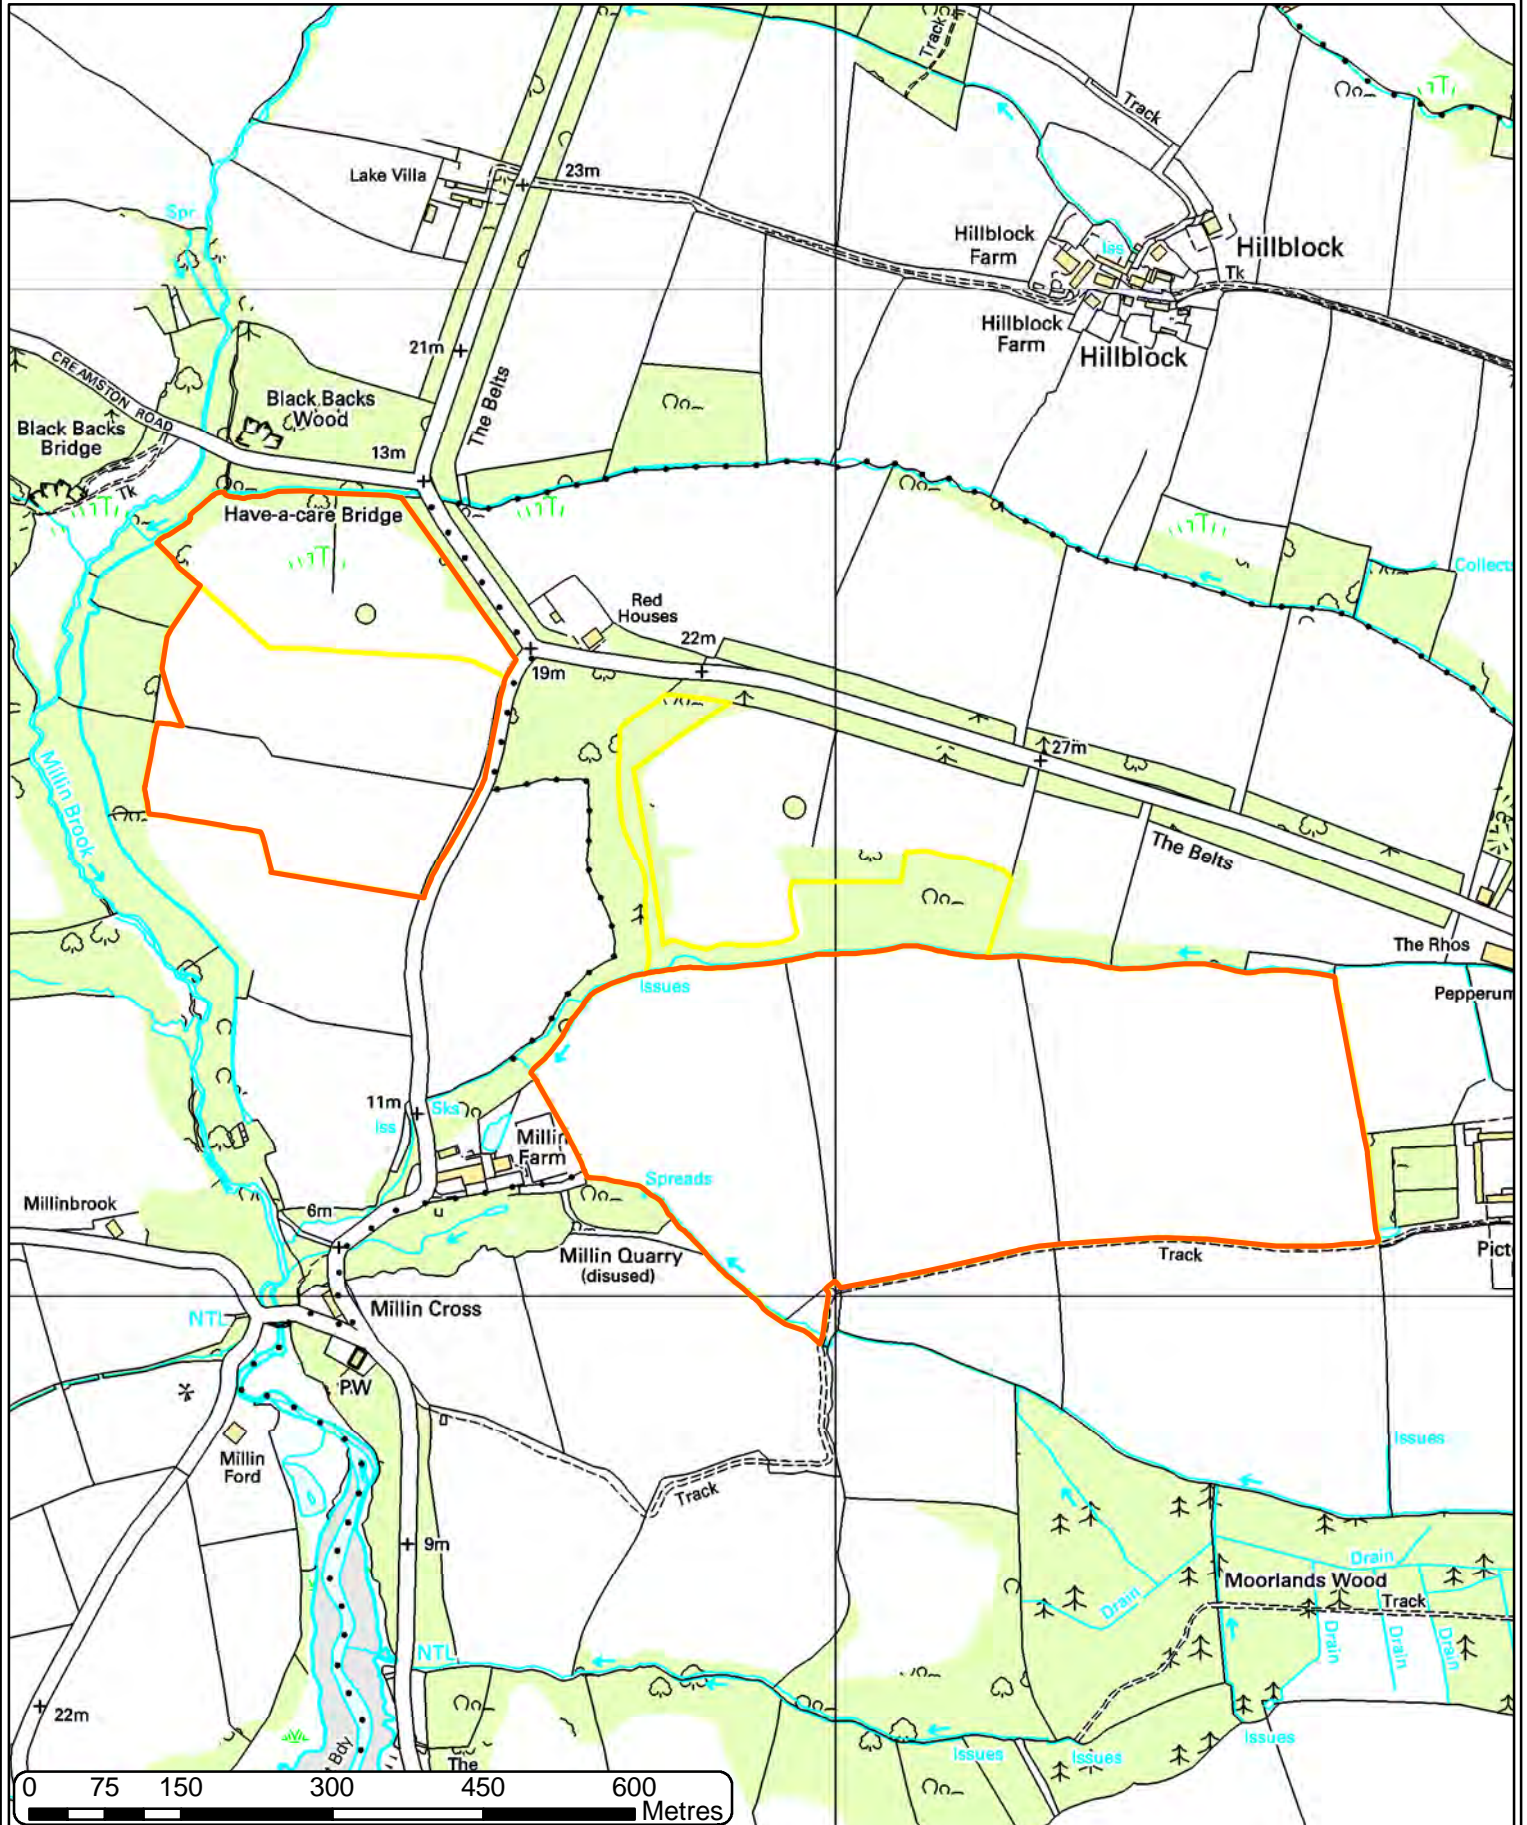 Track
Track
Lake Villa
23m
Spr
Hillblock
Farm
Iss
Hillblock
Tk
Hillblock
Farm
Hillblock
21m
The Belts
CREAMSTON ROAD
Black Backs
Wood
Black Backs
Bridge
13m
Tk
Have-a-care Bridge
Collects
Red
Houses
22m
19m
27m
Millin Brook
The Belts
The Rhos
Issues
11m
Sks
Iss
Millin
Farm
Spreads
Millinbrook
6m
u
Millin Quarry
(disused)
Track
Millin Cross
NTL
PW
Millin
Ford
Issues
Track
9m
Drain
Moorlands Wood
Drain
Track
Drain
Drain
Drain
NTL
22m
Bdy
The
Issues
Issues
Issues
0 75 150 300 450 600
Metres